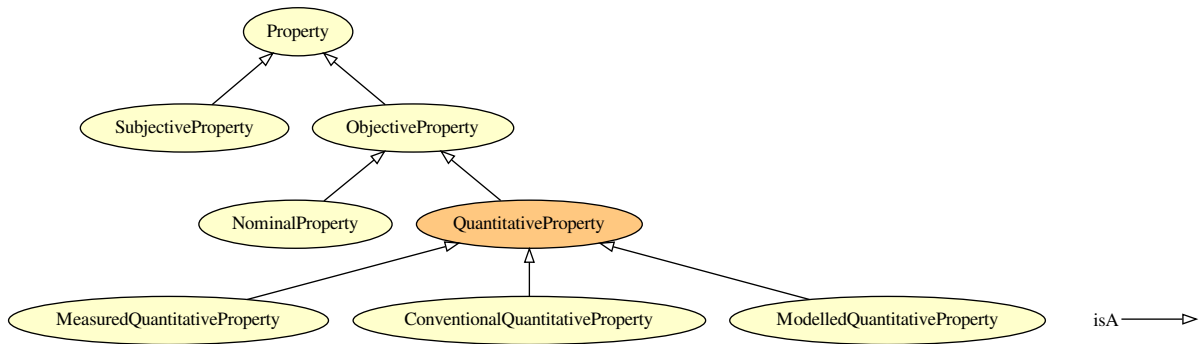 Property
SubjectiveProperty
ObjectiveProperty
NominalProperty
QuantitativeProperty
MeasuredQuantitativeProperty
ConventionalQuantitativeProperty
ModelledQuantitativeProperty
isA